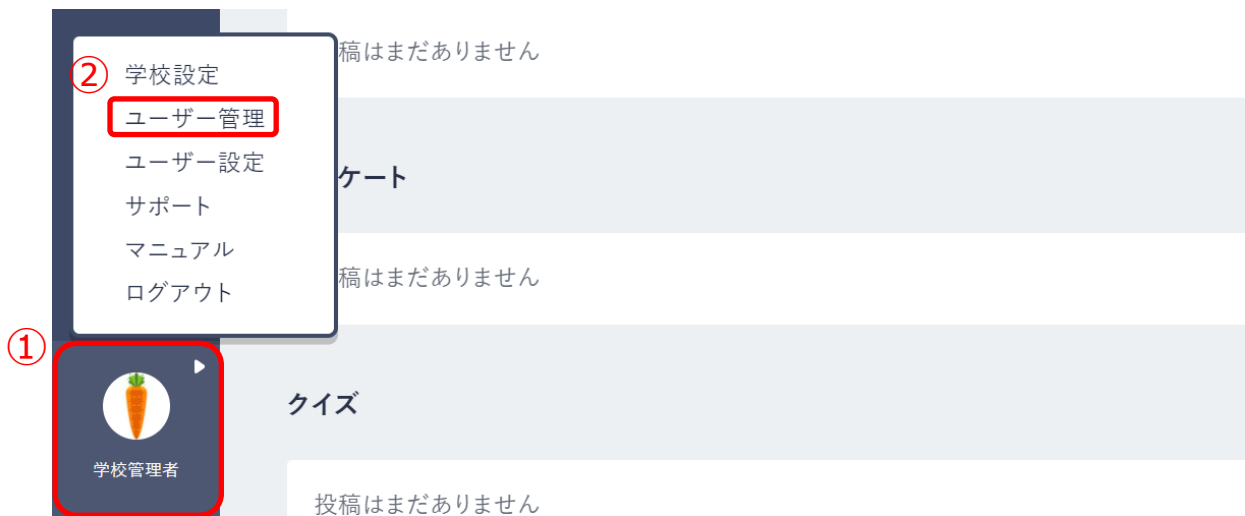 稿はまだありません
② 学校設定
ユーザー管理
ユーザー設定
サポート
マニュアル
ログアウト
ケート
稿はまだありません
①
学校管理者
クイズ
投稿はまだありません